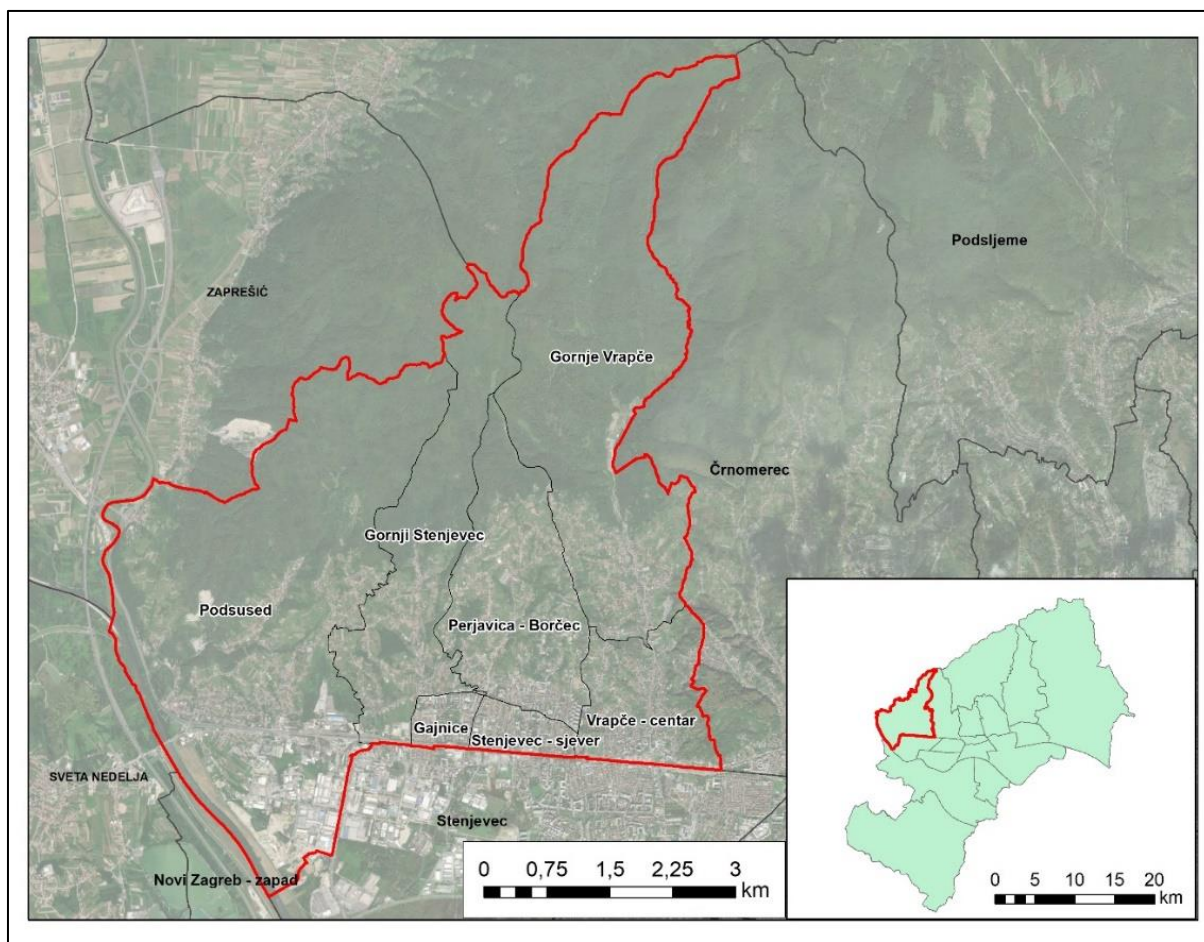 Podsljeme
ZAPREŠIĆ
Gornje Vrapče
Črnomerec
Gornji Stenjevec
Podsused
Perjavica - Borčec
Vrapče - centar
Gajnice
Stenjevec - sjever
SVETA NEDELJA
Stenjevec
Novi Zagreb - zapad
0 0,75 1,5 2,25 3
km
0 5 10 15 20
km